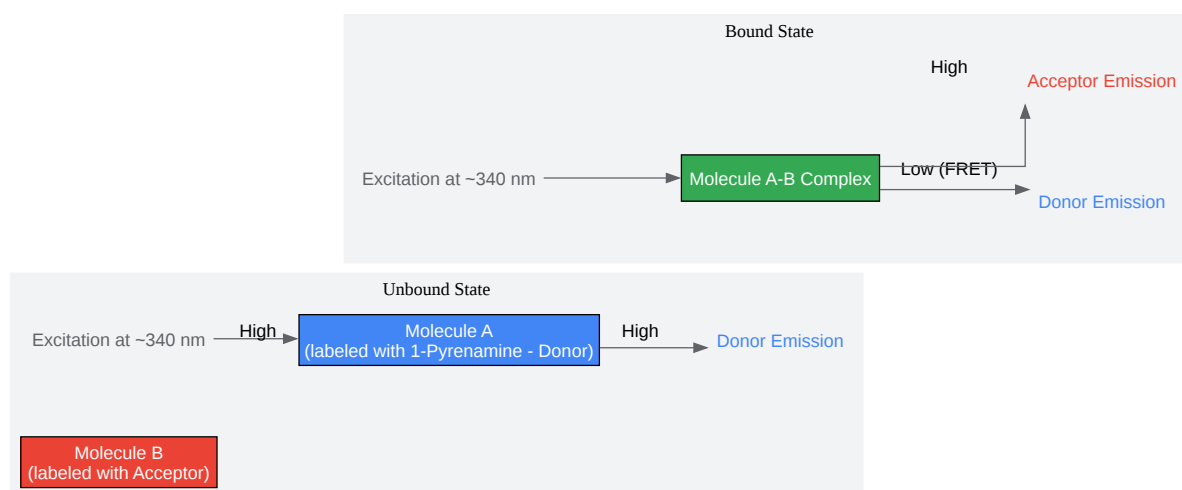 Bound State
High
Acceptor Emission
Excitation at ~340 nm
Molecule A-B Complex
Low (FRET)
Donor Emission
Unbound State
Excitation at ~340 nm
High
Molecule A
(labeled with 1-Pyrenamine - Donor)
High
Donor Emission
Molecule B
(labeled with Acceptor)